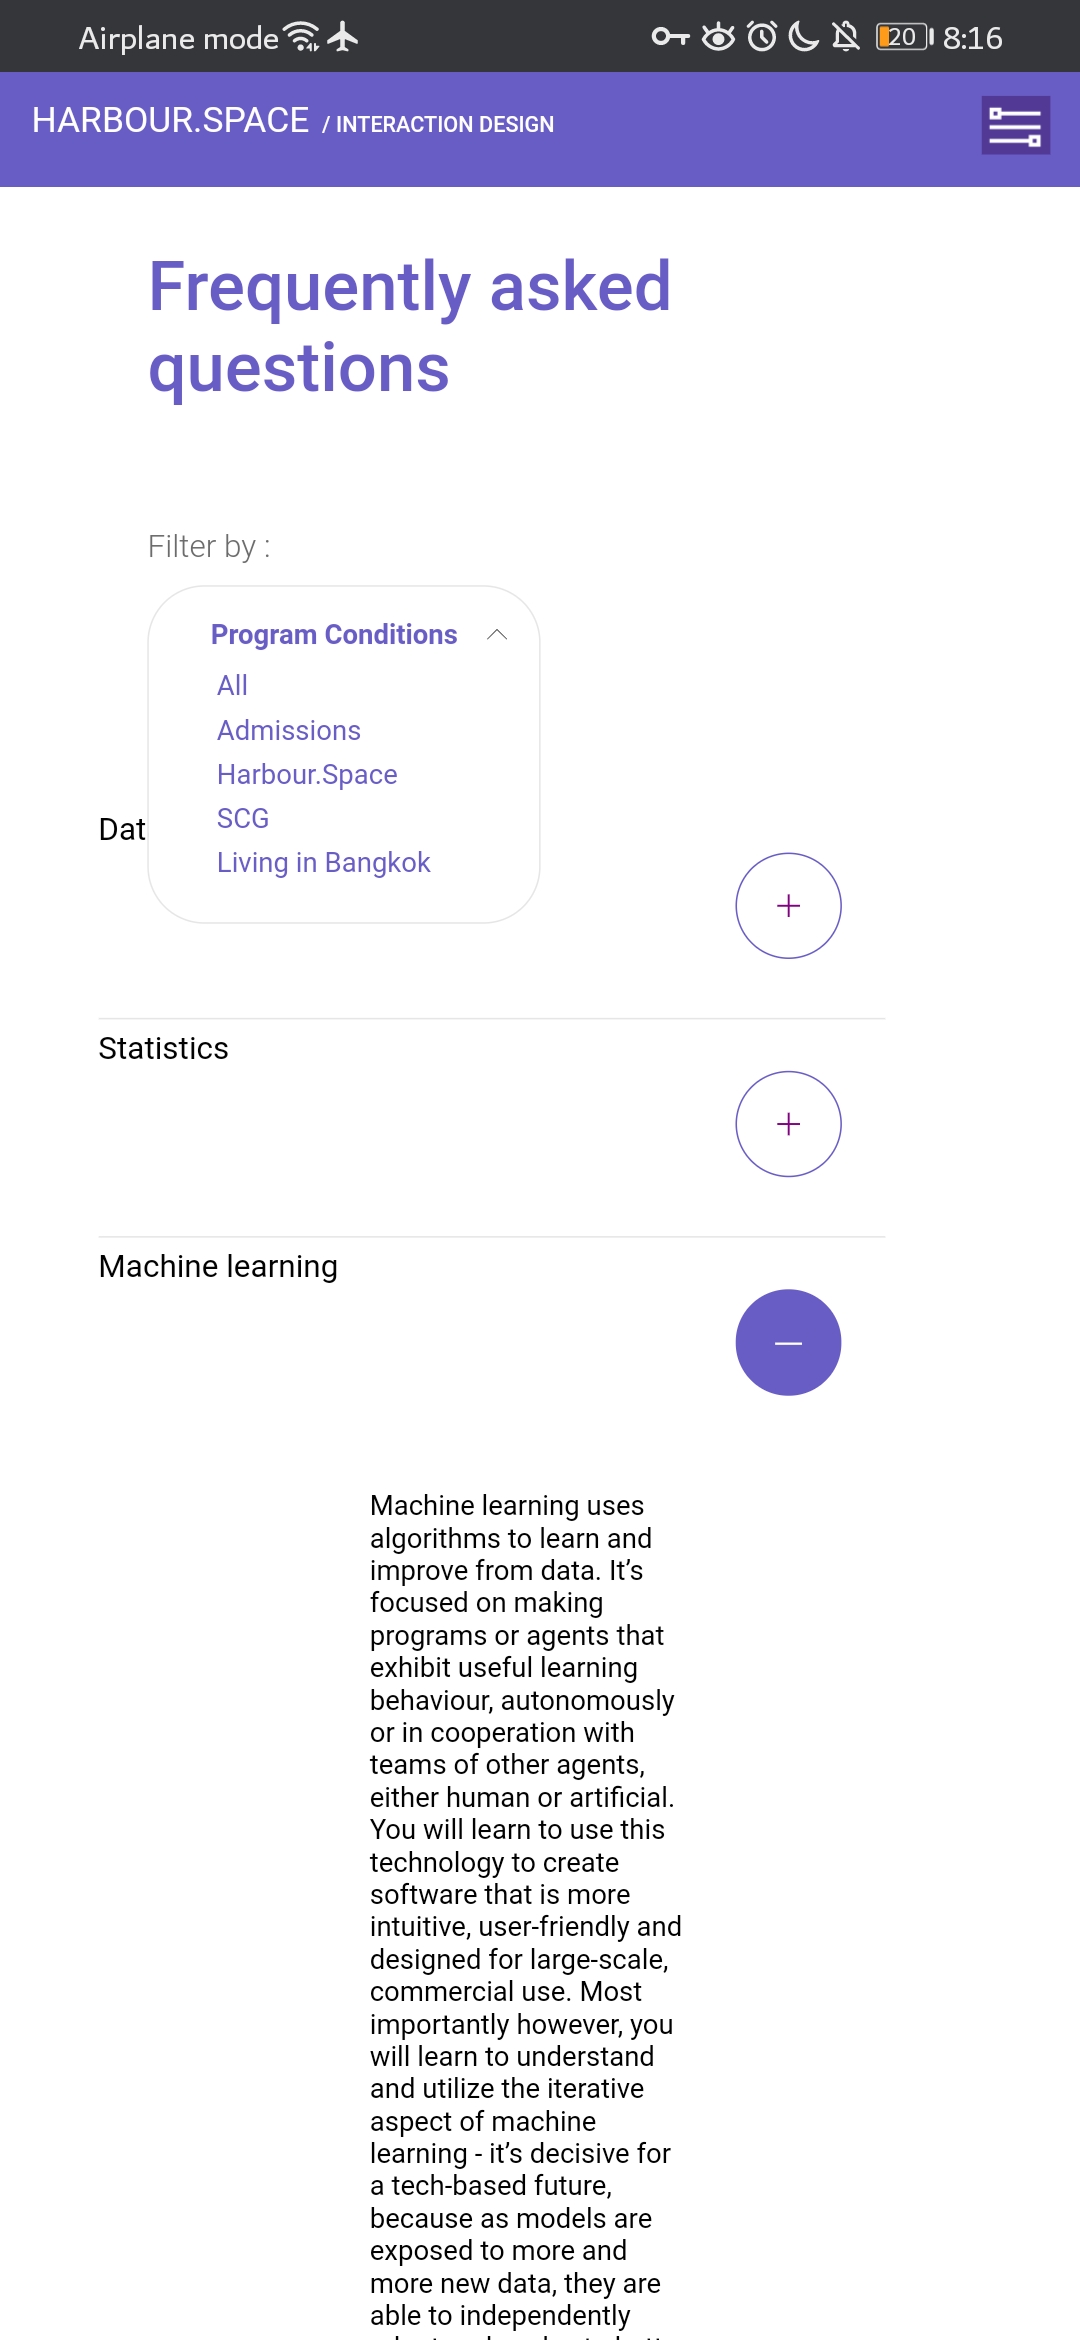 Airplane mode 20 8:16
HARBOUR.SPACE / INTERACTION DESIGN
Frequently asked
questions
Filter by :
Program Conditions
All
Admissions
Harbour.Space
SCG
Dat
Living in Bangkok
+
Statistics
+
Machine learning
Machine learning uses
algorithms to learn and
improve from data. It’s
focused on making
programs or agents that
exhibit useful learning
behaviour, autonomously
or in cooperation with
teams of other agents,
either human or artificial.
You will learn to use this
technology to create
software that is more
intuitive, user-friendly and
designed for large-scale,
commercial use. Most
importantly however, you
will learn to understand
and utilize the iterative
aspect of machine
learning - it’s decisive for
a tech-based future,
because as models are
exposed to more and
more new data, they are
able to independently